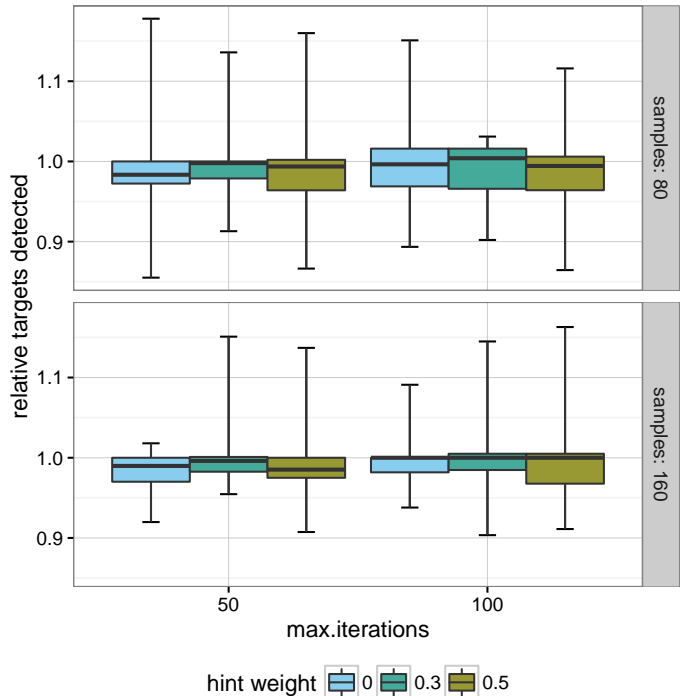 relative targets detected
1.1
1.0
0.9
samples: 80
1.1
1.0
0.9
samples: 160
50
100
max.iterations
hint weight 0 0.3 0.5